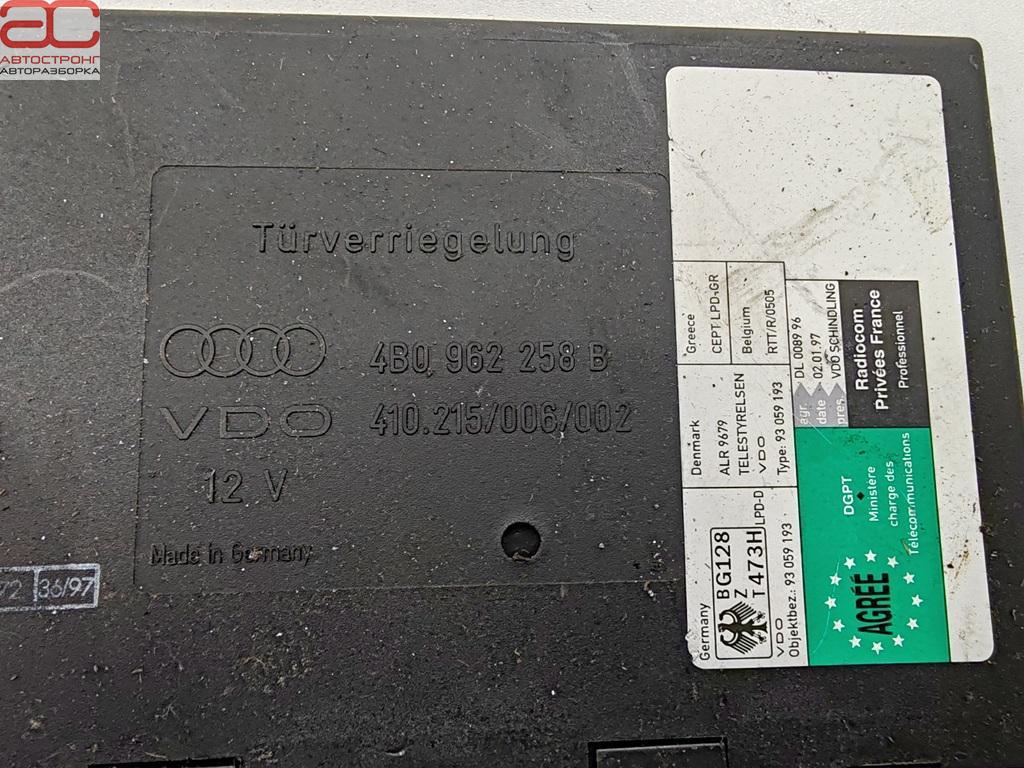 ac
АВТОСТРОНГ
АВТОРАЗБОРКА
Türverriegelung
4B0 962 258 B
VDO 410.215/006/002
12 V
Made in Germany
72 36/97
Greece
CEPT LPD-GR
Belgium
RTT/R/0505
Denmark
ALR 9679
TELESTYRELSEN
VDO
Type: 93 059 193
Germany
BG128
Z
T473H
LPD-D
VDO
Objektbez.: 93 059 193
agr. DL 0089 96
date 02.01.97
pres. VDO SCHINDLING
Radiocom
Privées France
Professionnel
DGPT
Ministère
charge des
Télécommunications
AGRÉÉ